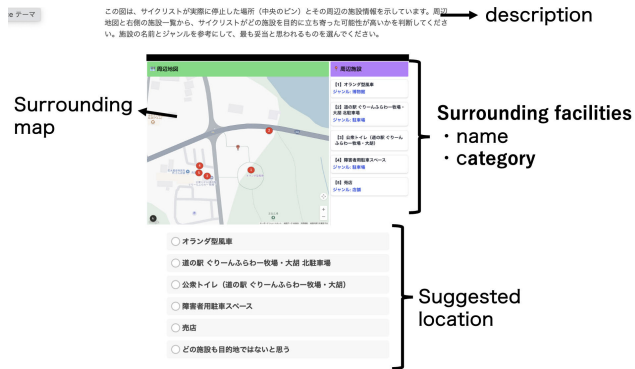 テーマ
この図は、サイクリストが実際に停止した場所（中央のピン）とその周辺の施設情報を示しています。周辺
地図と右側の施設一覧から、サイクリストがどの施設を目的に立ち寄った可能性が高いかを判断してくださ
い。施設の名前とジャンルを参考にして、最も妥当と思われるものを選んでください。
description
周辺地図
周辺施設
Surrounding
map
[1] オランダ型風車
ジャンル: 博物館
[2] 道の駅 ぐりーんふらわー牧場・
大胡 北駐車場
ジャンル: 駐車場
[3] 公衆トイレ（道の駅 ぐりーん
ふらわー牧場・大胡）
[4] 障害者用駐車スペース
ジャンル: 駐車場
[5] 売店
ジャンル: 店舗
Surrounding facilities
・name
・category
オランダ型風車
道の駅 ぐりーんふらわー牧場・大胡 北駐車場
公衆トイレ（道の駅 ぐりーんふらわー牧場・大胡）
障害者用駐車スペース
売店
どの施設も目的地ではないと思う
Suggested
location